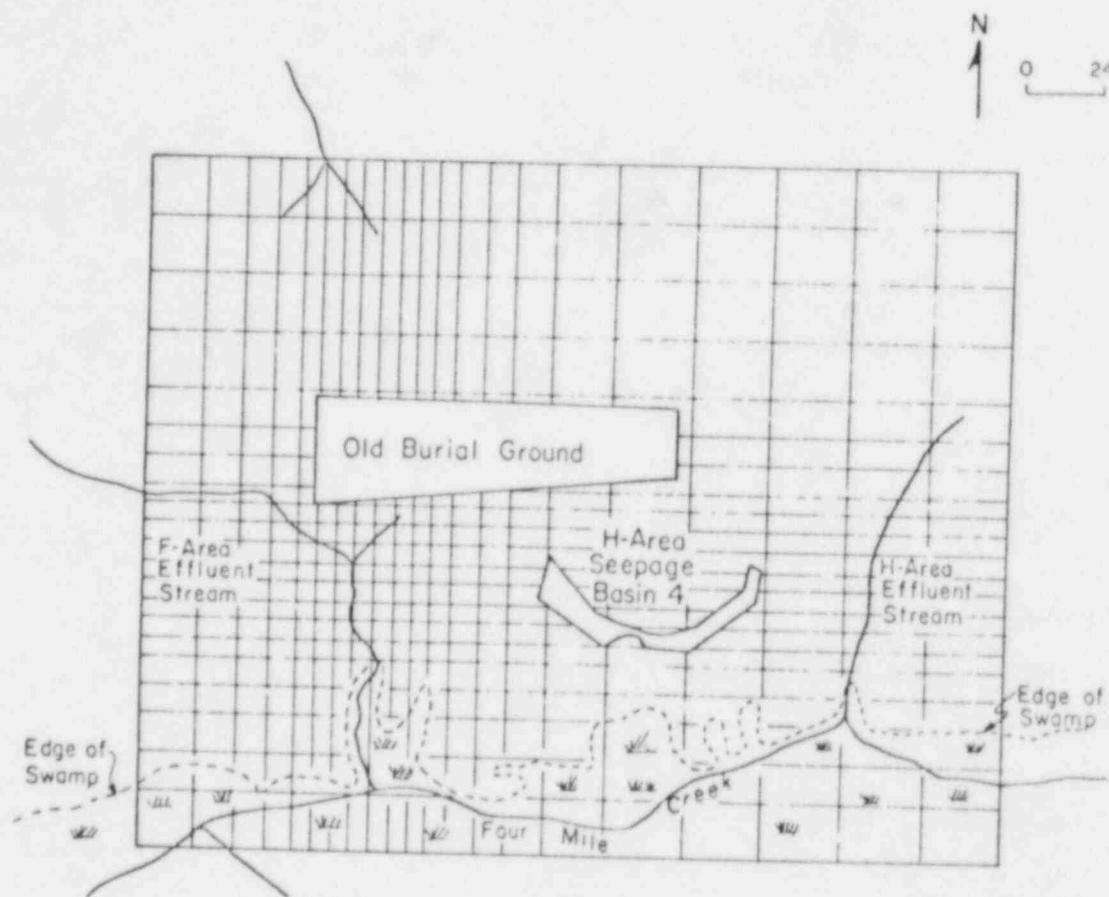 N
0 24
Old Burial Ground
F-Area
Effluent
Stream
H-Area
Seepage
Basin 4
H-Area
Effluent
Stream
Edge of
Swamp
Edge of
Swamp
Four Mile Creek